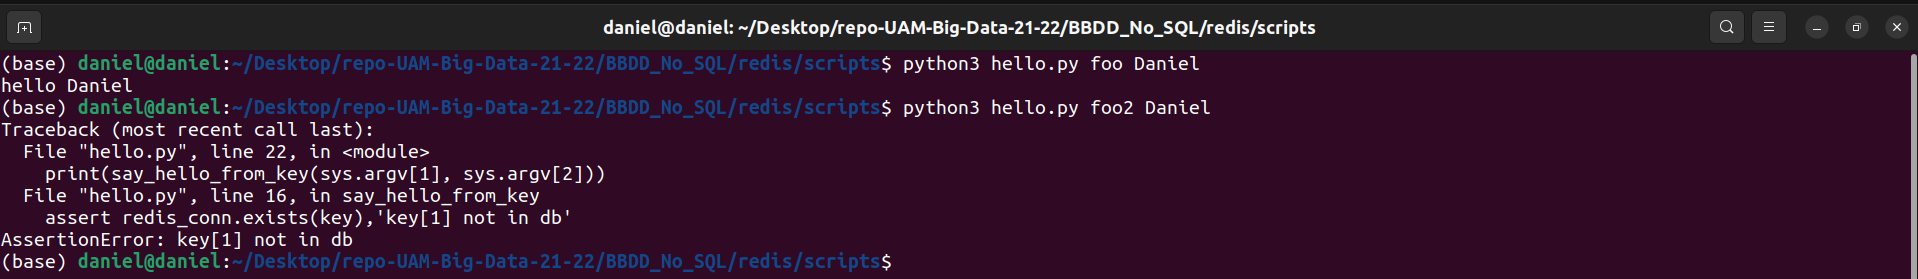 daniel@daniel: ~/Desktop/repo-UAM-Big-Data-21-22/BBDD_No_SQL/redis/scripts
(base) daniel@daniel:~/Desktop/repo-UAM-Big-Data-21-22/BBDD_No_SQL/redis/scripts$ python3 hello.py foo Daniel
hello Daniel
(base) daniel@daniel:~/Desktop/repo-UAM-Big-Data-21-22/BBDD_No_SQL/redis/scripts$ python3 hello.py foo2 Daniel
Traceback (most recent call last):
  File "hello.py", line 22, in <module>
    print(say_hello_from_key(sys.argv[1], sys.argv[2]))
  File "hello.py", line 16, in say_hello_from_key
    assert redis_conn.exists(key),'key[1] not in db'
AssertionError: key[1] not in db
(base) daniel@daniel:~/Desktop/repo-UAM-Big-Data-21-22/BBDD_No_SQL/redis/scripts$